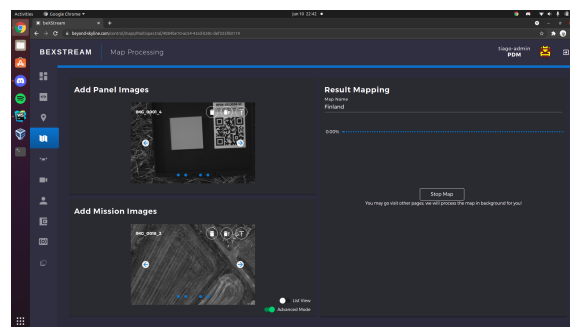 Activities
Google Chrome
Jan 10 22:42
beXStream
BEXSTREAM
Map Processing
tiago-admin
PDM
Add Panel Images
IMG_0001_4
Add Mission Images
List View
Advanced Mode
Result Mapping
Map Name
Finland
0.00%
Stop Map
You may go visit other pages, we will process the map in background for you!